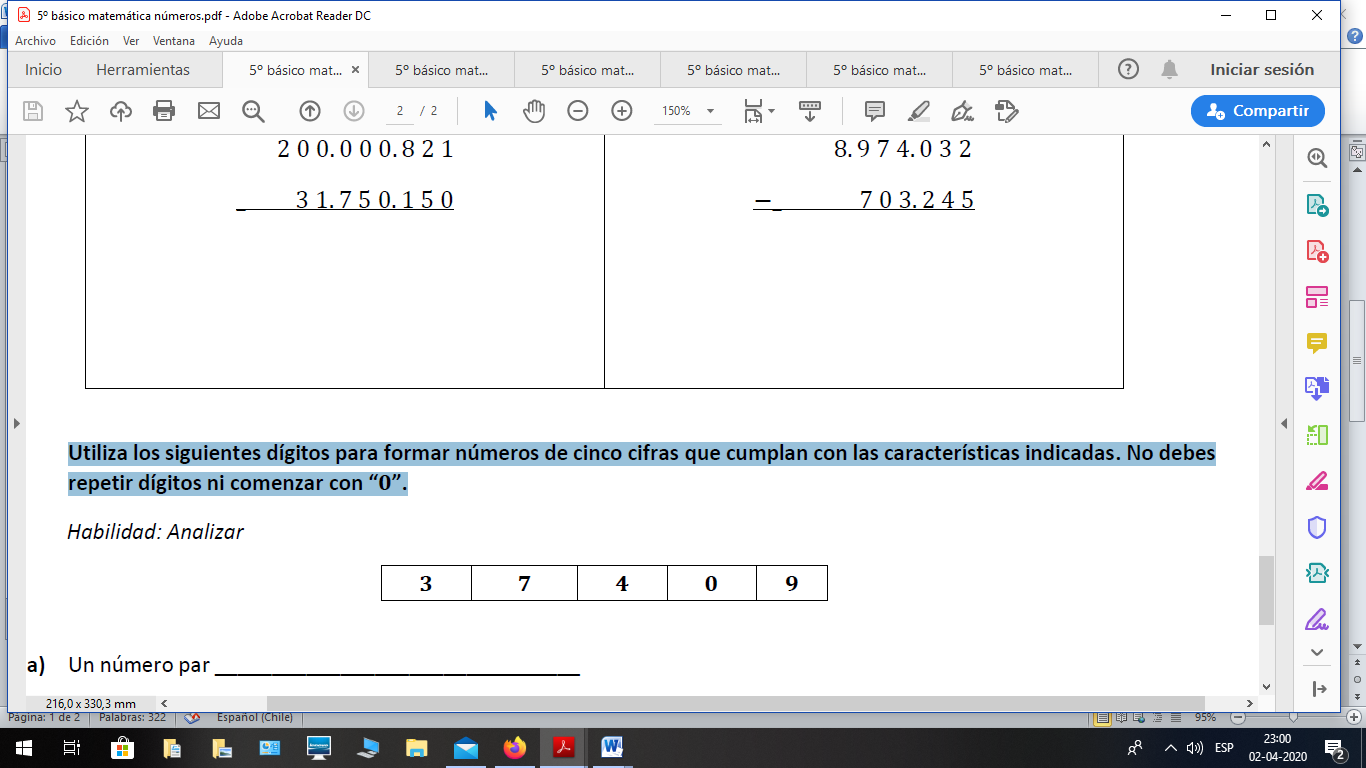 5º básico matemática números.pdf - Adobe Acrobat Reader DC
Archivo Edición Ver Ventana Ayuda
Inicio Herramientas 5º básico mat... × 5º básico mat... 5º básico mat... 5º básico mat... 5º básico mat... 5º básico mat... Iniciar sesión
2 / 2 150% Compartir
2 0 0. 0 0 0. 8 2 1 8. 9 7 4. 0 3 2
3 1. 7 5 0. 1 5 0 − 7 0 3. 2 4 5
Utiliza los siguientes dígitos para formar números de cinco cifras que cumplan con las características indicadas. No debes
repetir dígitos ni comenzar con “0”.
Habilidad: Analizar
3 7 4 0 9
a) Un número par ________________________________
216,0 x 330,3 mm
Página: 1 de 2 Palabras: 322 Español (Chile) 95%
ESP 23:00
02-04-2020 2